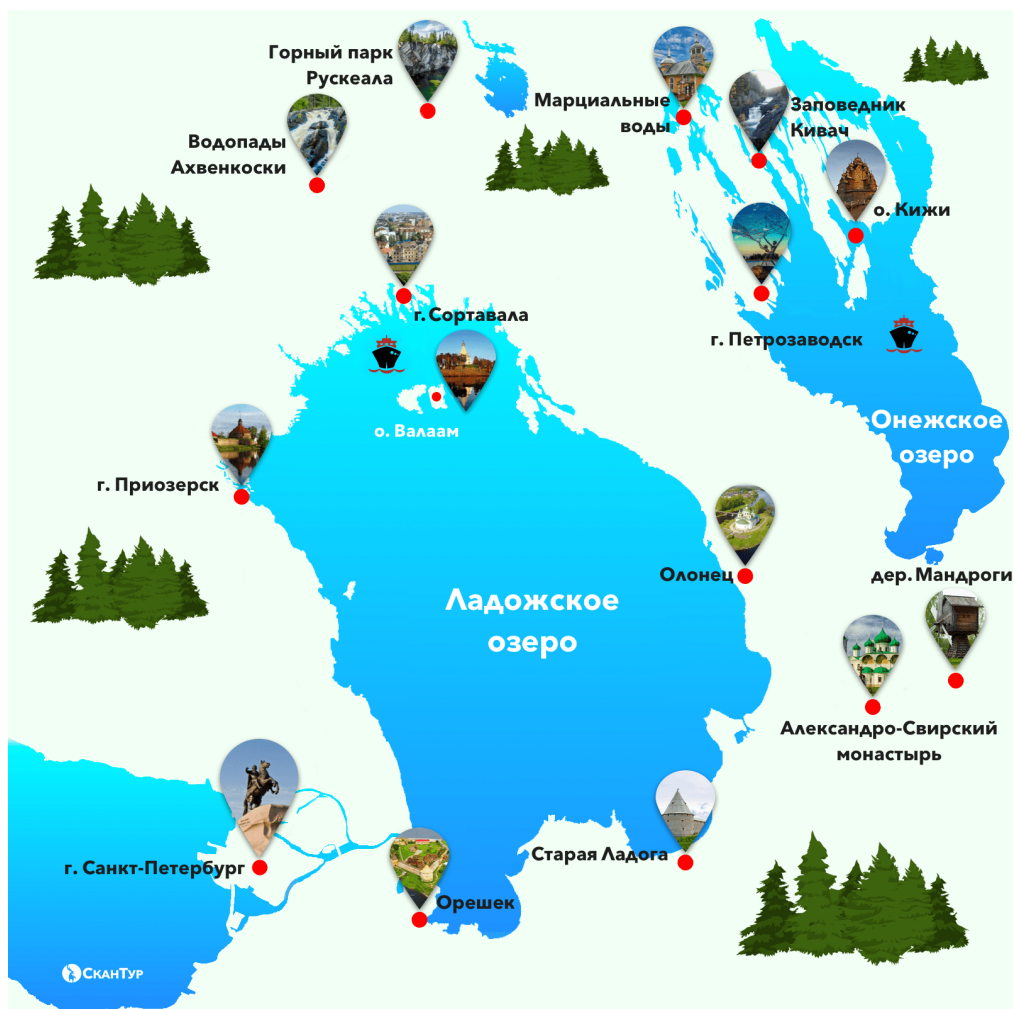 Горный парк
Рускеала
Марциальные
воды
Заповедник
Кивач
Водопады
Ахвенкоски
о. Кижи
г. Сортавала
г. Петрозаводск
Онежское
озеро
о. Валаам
г. Приозерск
Олонец
дер. Мандроги
Ладожское
озеро
Александро-Свирский
монастырь
Старая Ладога
г. Санкт-Петербург
Орешек
СканТур